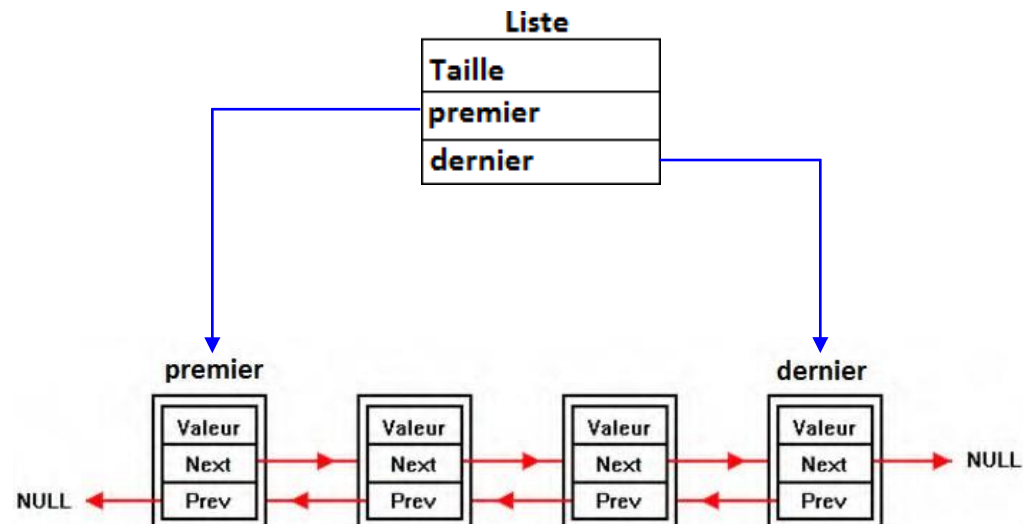 Liste
Taille
premier
dernier
premier
dernier
Valeur
Valeur
Valeur
Valeur
Next
Next
Next
Next
NULL
NULL
Prev
Prev
Prev
Prev